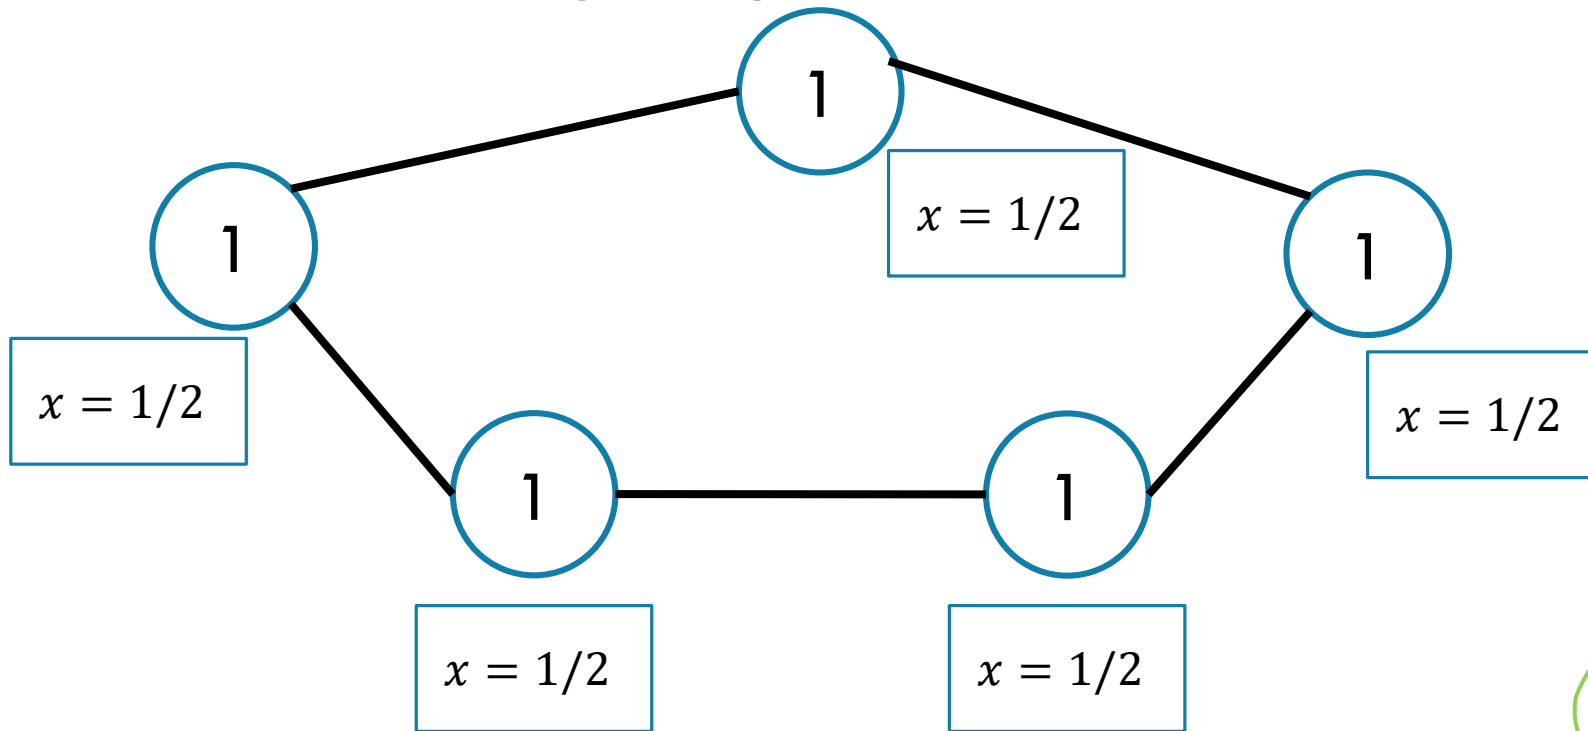 1
x = 1/2
1
1
x = 1/2
x = 1/2
1
1
x = 1/2
x = 1/2